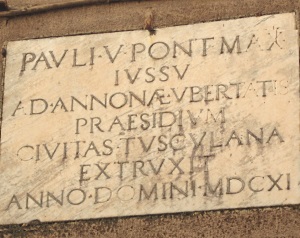 PAVLI·V·PONT·MAX
IVSSV
AD·ANNONÆ·VBERTATIS
PRAESIDIVM
CIVITAS·TVSCVLANA
EXTRVXIT
ANNO·DOMINI·MDCXI